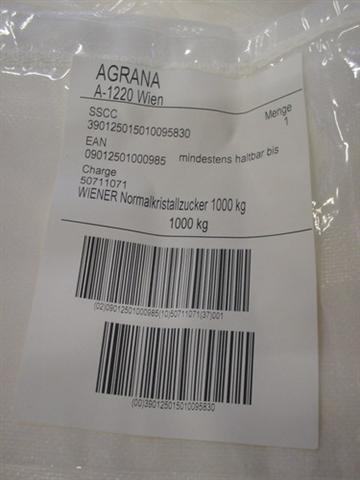 AGRANA
A-1220 Wien
SSCC Menge
390125015010095830 1
EAN
09012501000985 mindestens haltbar bis
Charge
50711071
WIENER Normalkristallzucker 1000 kg
1000 kg
(02)09012501000985(10)50711071(37)001
(00)390125015010095830